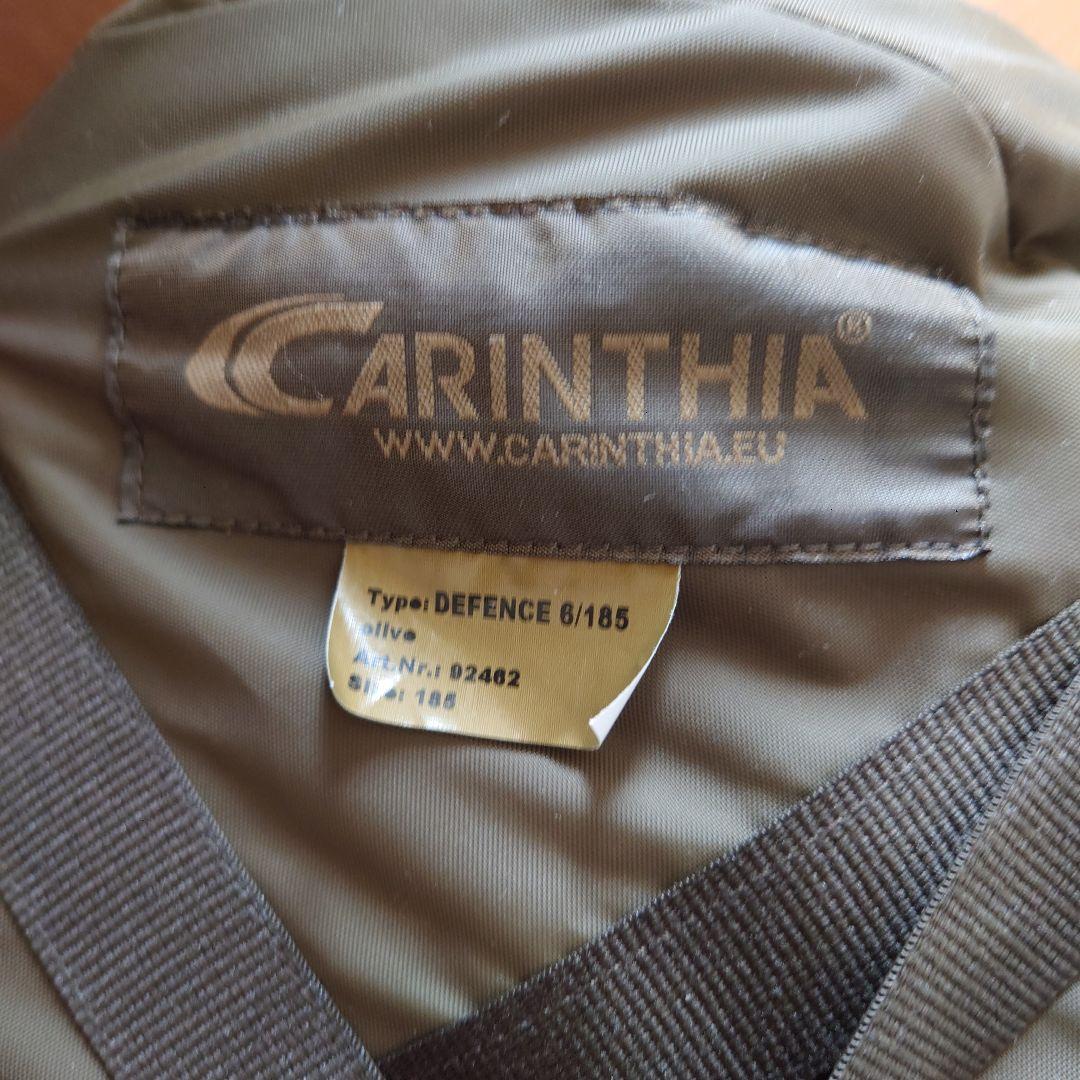 CARINTHIA®
WWW.CARINTHIA.EU
Type: DEFENCE 6/185
olive
Art.Nr.: 92462
Size: 185